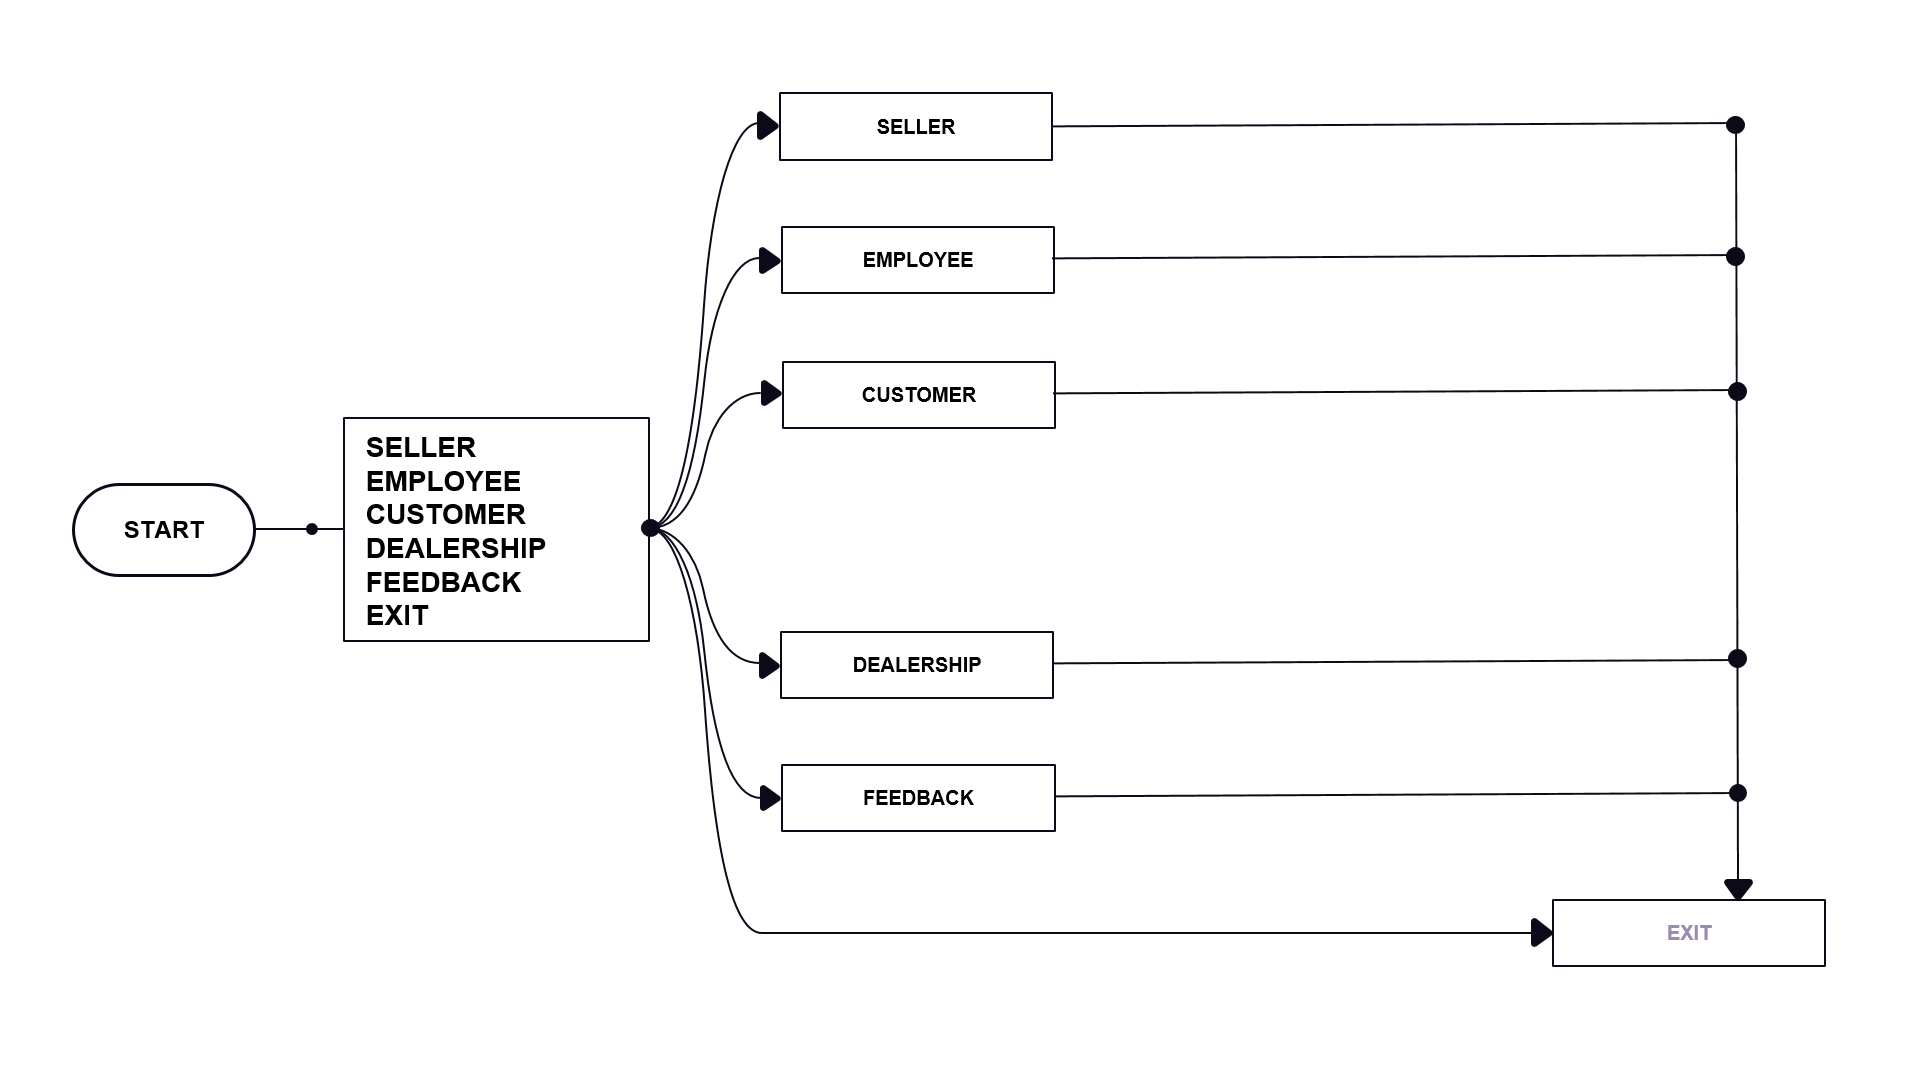 START
SELLER
EMPLOYEE
CUSTOMER
DEALERSHIP
FEEDBACK
EXIT
SELLER
EMPLOYEE
CUSTOMER
DEALERSHIP
FEEDBACK
EXIT